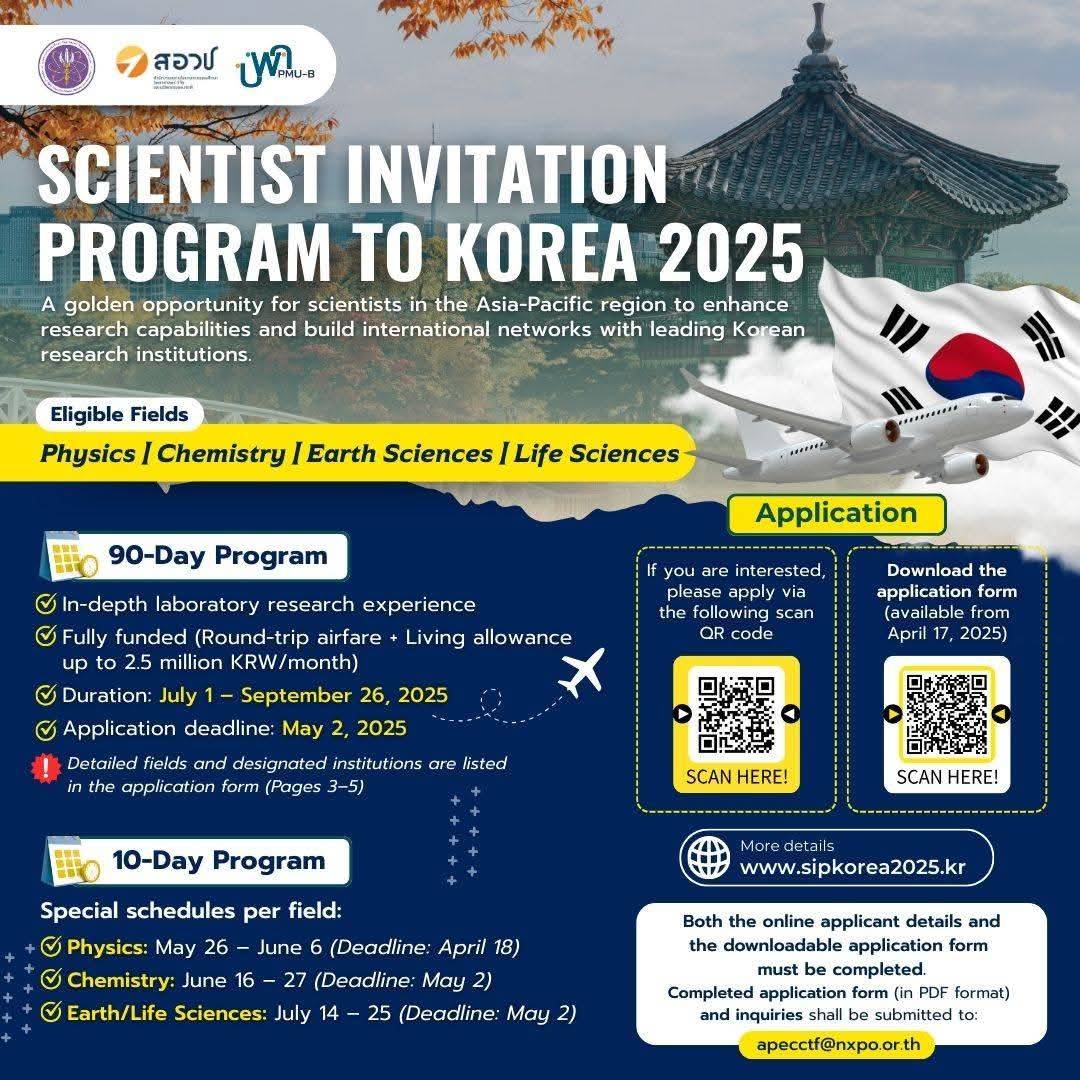 สอวช
PMU-B
SCIENTIST INVITATION
PROGRAM TO KOREA 2025
A golden opportunity for scientists in the Asia-Pacific region to enhance
research capabilities and build international networks with leading Korean
research institutions.
Eligible Fields
Physics | Chemistry | Earth Sciences | Life Sciences
90-Day Program
In-depth laboratory research experience
Fully funded (Round-trip airfare + Living allowance
up to 2.5 million KRW/month)
Duration: July 1 – September 26, 2025
Application deadline: May 2, 2025
Detailed fields and designated institutions are listed
in the application form (Pages 3–5)
10-Day Program
Special schedules per field:
Physics: May 26 – June 6 (Deadline: April 18)
Chemistry: June 16 – 27 (Deadline: May 2)
Earth/Life Sciences: July 14 – 25 (Deadline: May 2)
Application
If you are interested,
please apply via
the following scan
QR code
SCAN HERE!
Download the
application form
(available from
April 17, 2025)
SCAN HERE!
More details
www.sipkorea2025.kr
Both the online applicant details and
the downloadable application form
must be completed.
Completed application form (in PDF format)
and inquiries shall be submitted to:
apecctf@nxpo.or.th